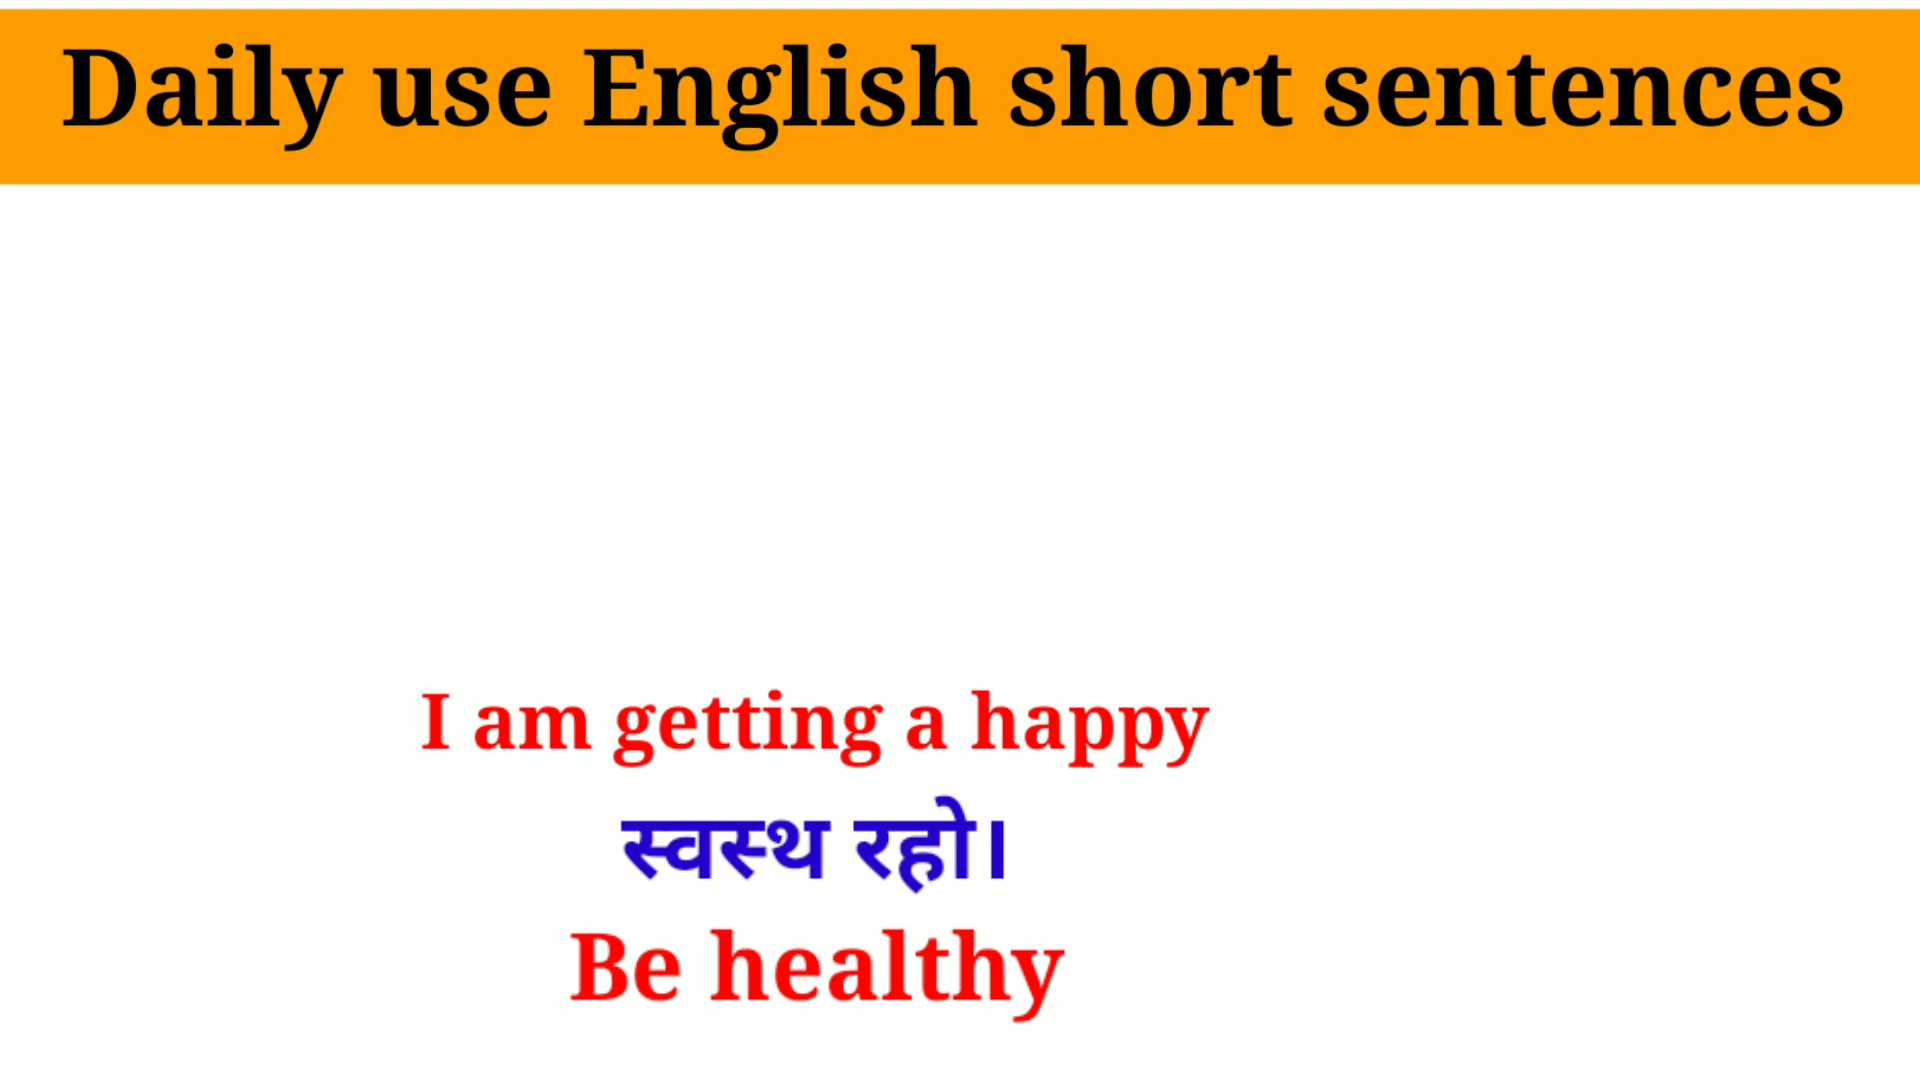 Daily use English short sentences
I am getting a happy
स्वस्थ रहो।
Be healthy